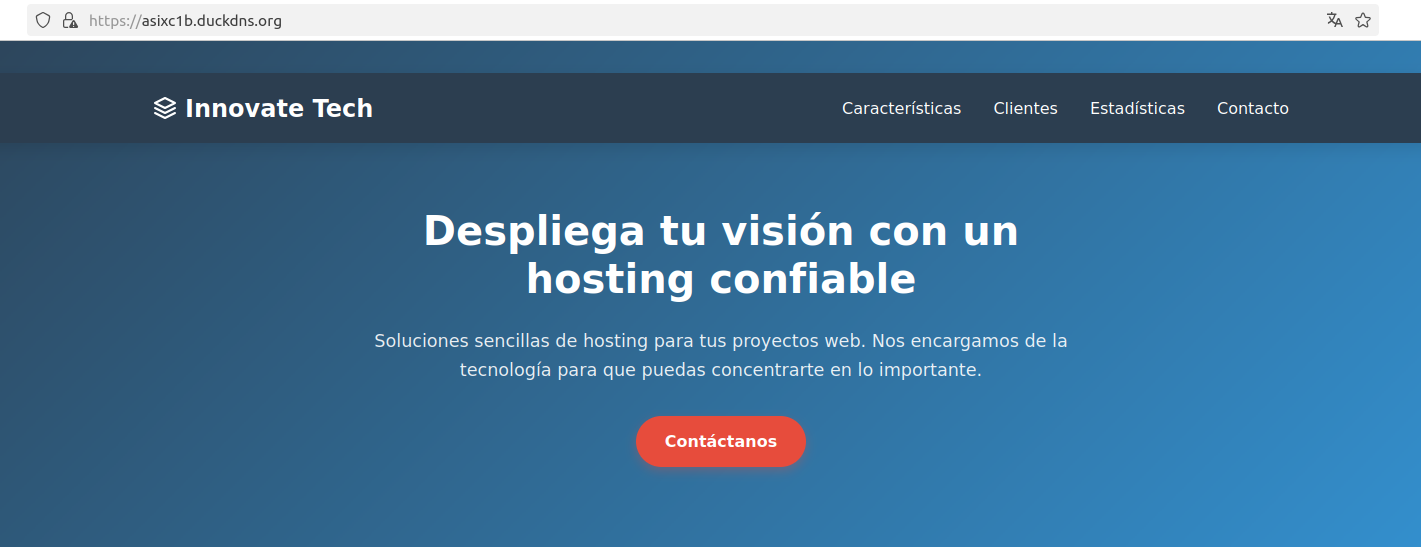 https://asixc1b.duckdns.org
Innovate Tech
Características Clientes Estadísticas Contacto
Despliega tu visión con un
hosting confiable
Soluciones sencillas de hosting para tus proyectos web. Nos encargamos de la
tecnología para que puedas concentrarte en lo importante.
Contáctanos